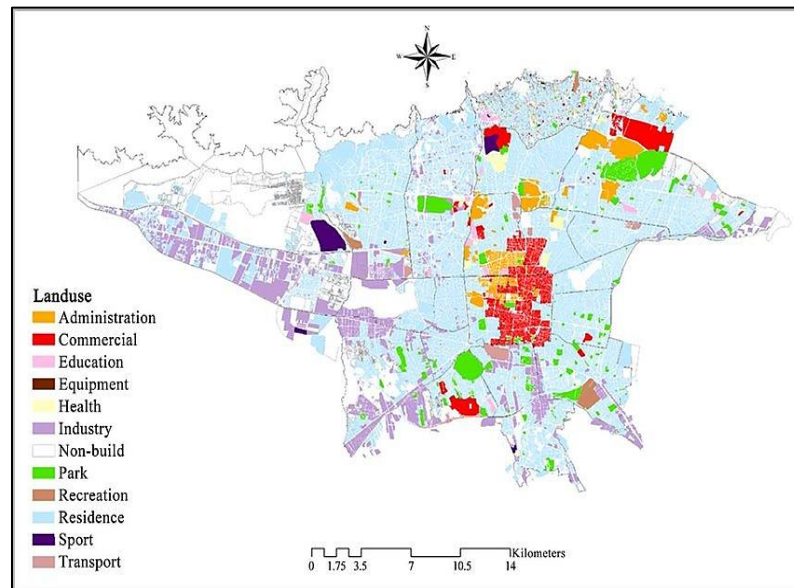 N
W E
S
Landuse
Administration
Commercial
Education
Equipment
Health
Industry
Non-build
Park
Recreation
Residence
Sport
Transport
Kilometers
0 1.75 3.5 7 10.5 14